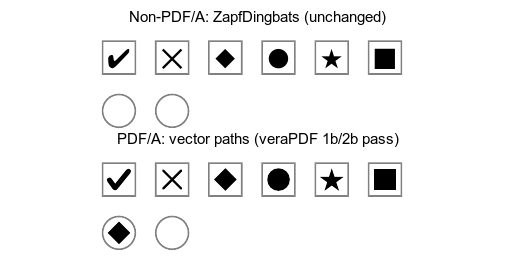 Non-PDF/A: ZapfDingbats (unchanged)
PDF/A: vector paths (veraPDF 1b/2b pass)